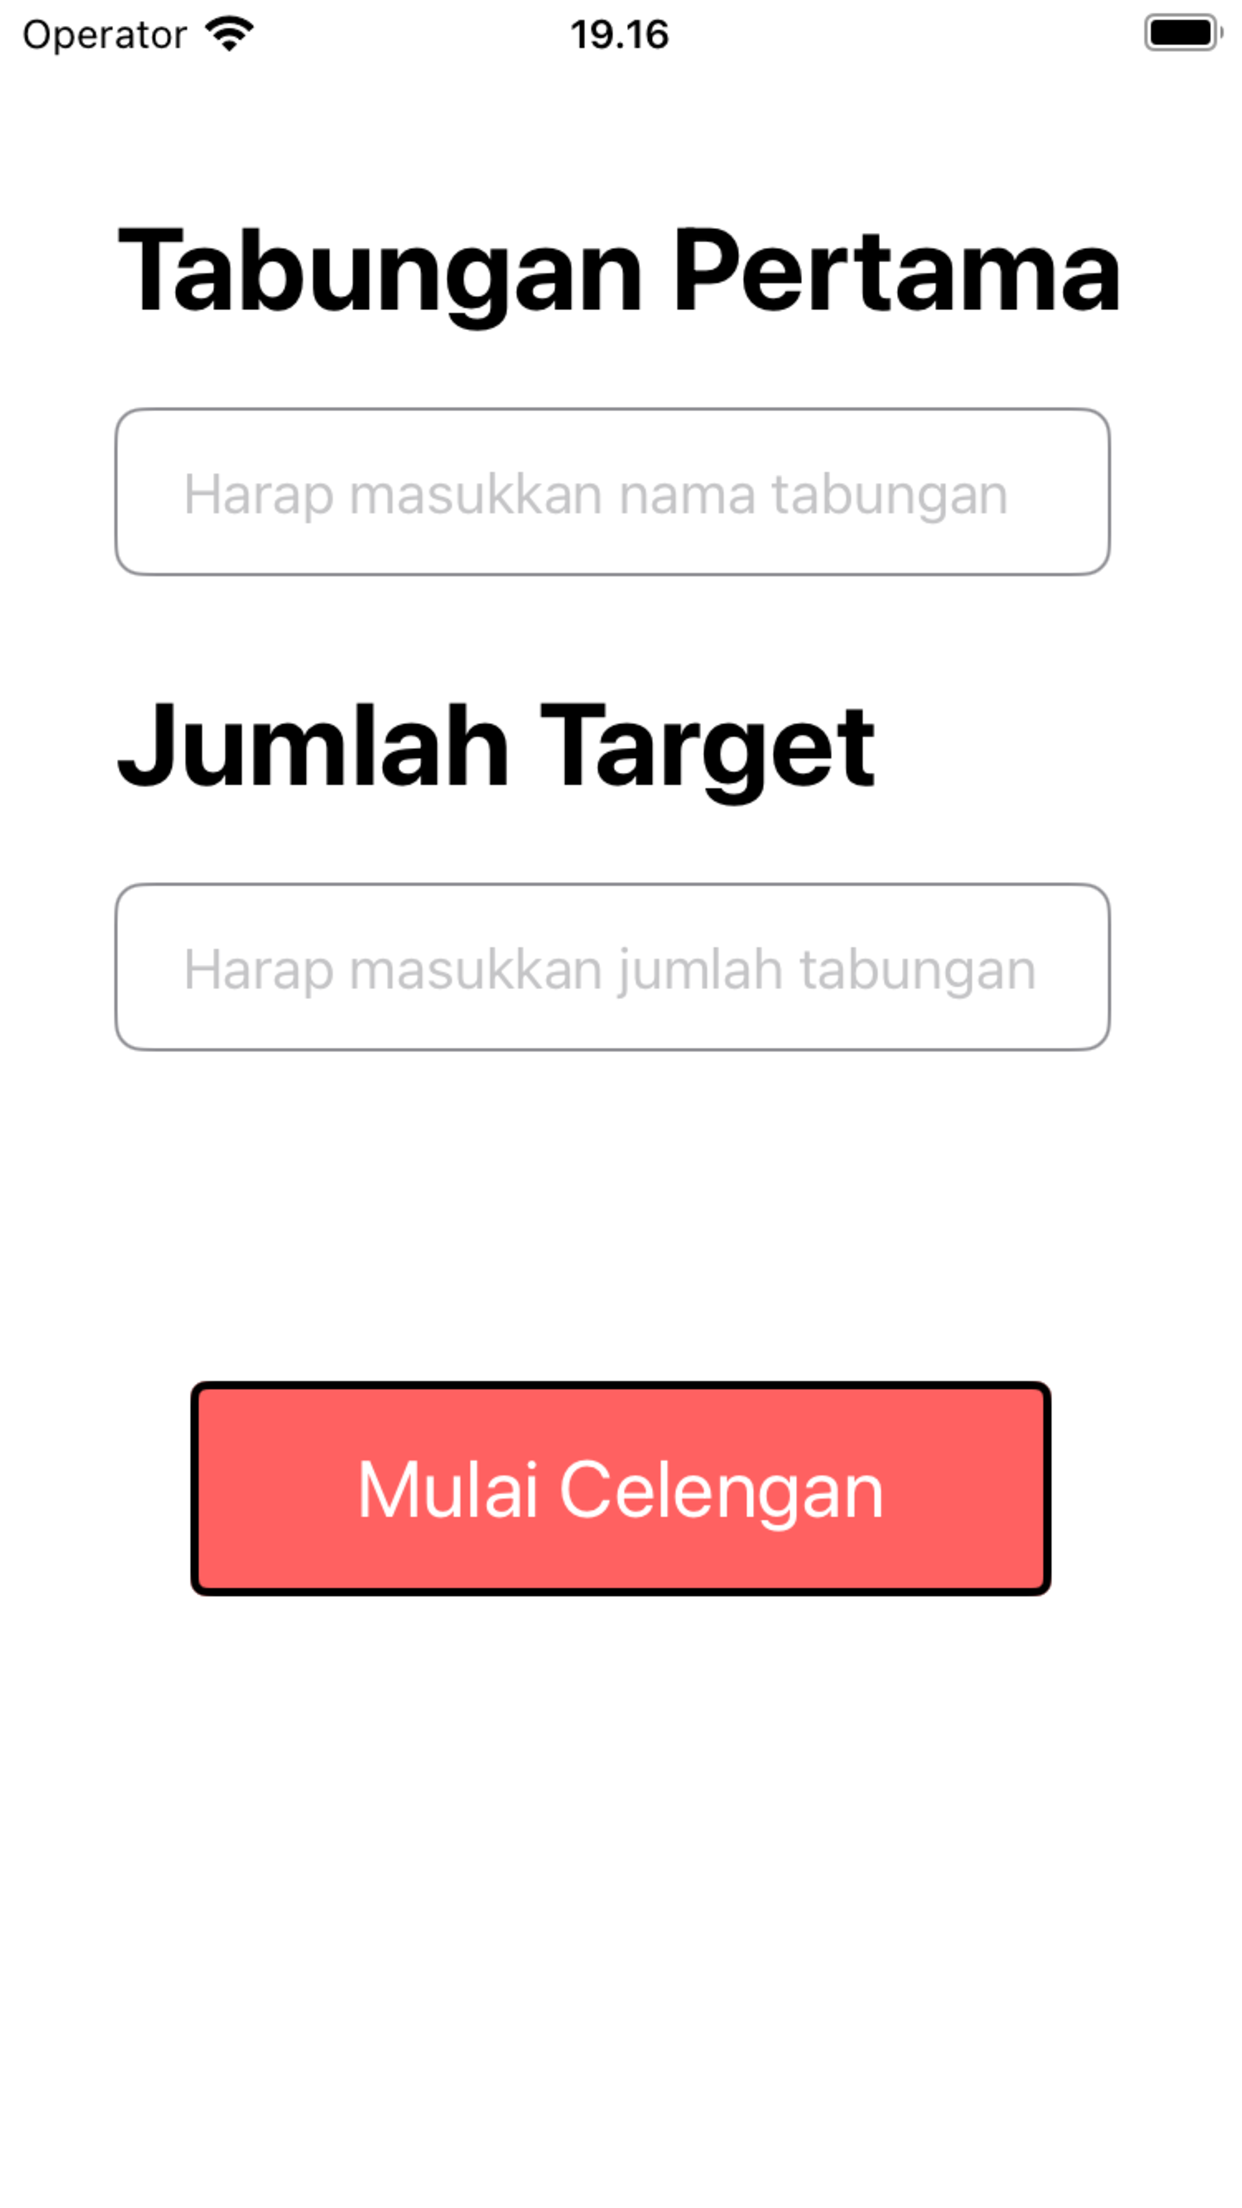 Operator 19.16
Tabungan Pertama
Harap masukkan nama tabungan
Jumlah Target
Harap masukkan jumlah tabungan
Mulai Celengan